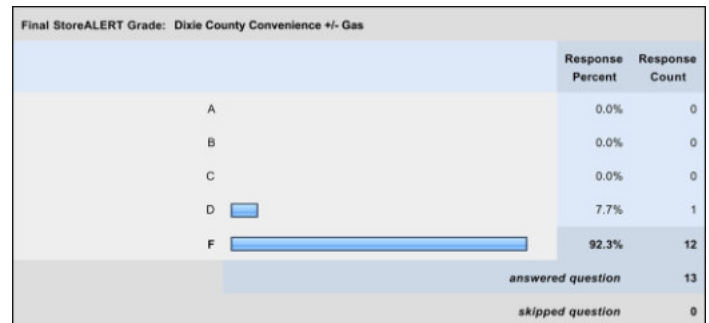 Final StoreALERT Grade: Dixie County Convenience +/- Gas
Response Percent Response Count
A 0.0% 0
B 0.0% 0
C 0.0% 0
D 7.7% 1
F 92.3% 12
answered question 13
skipped question 0